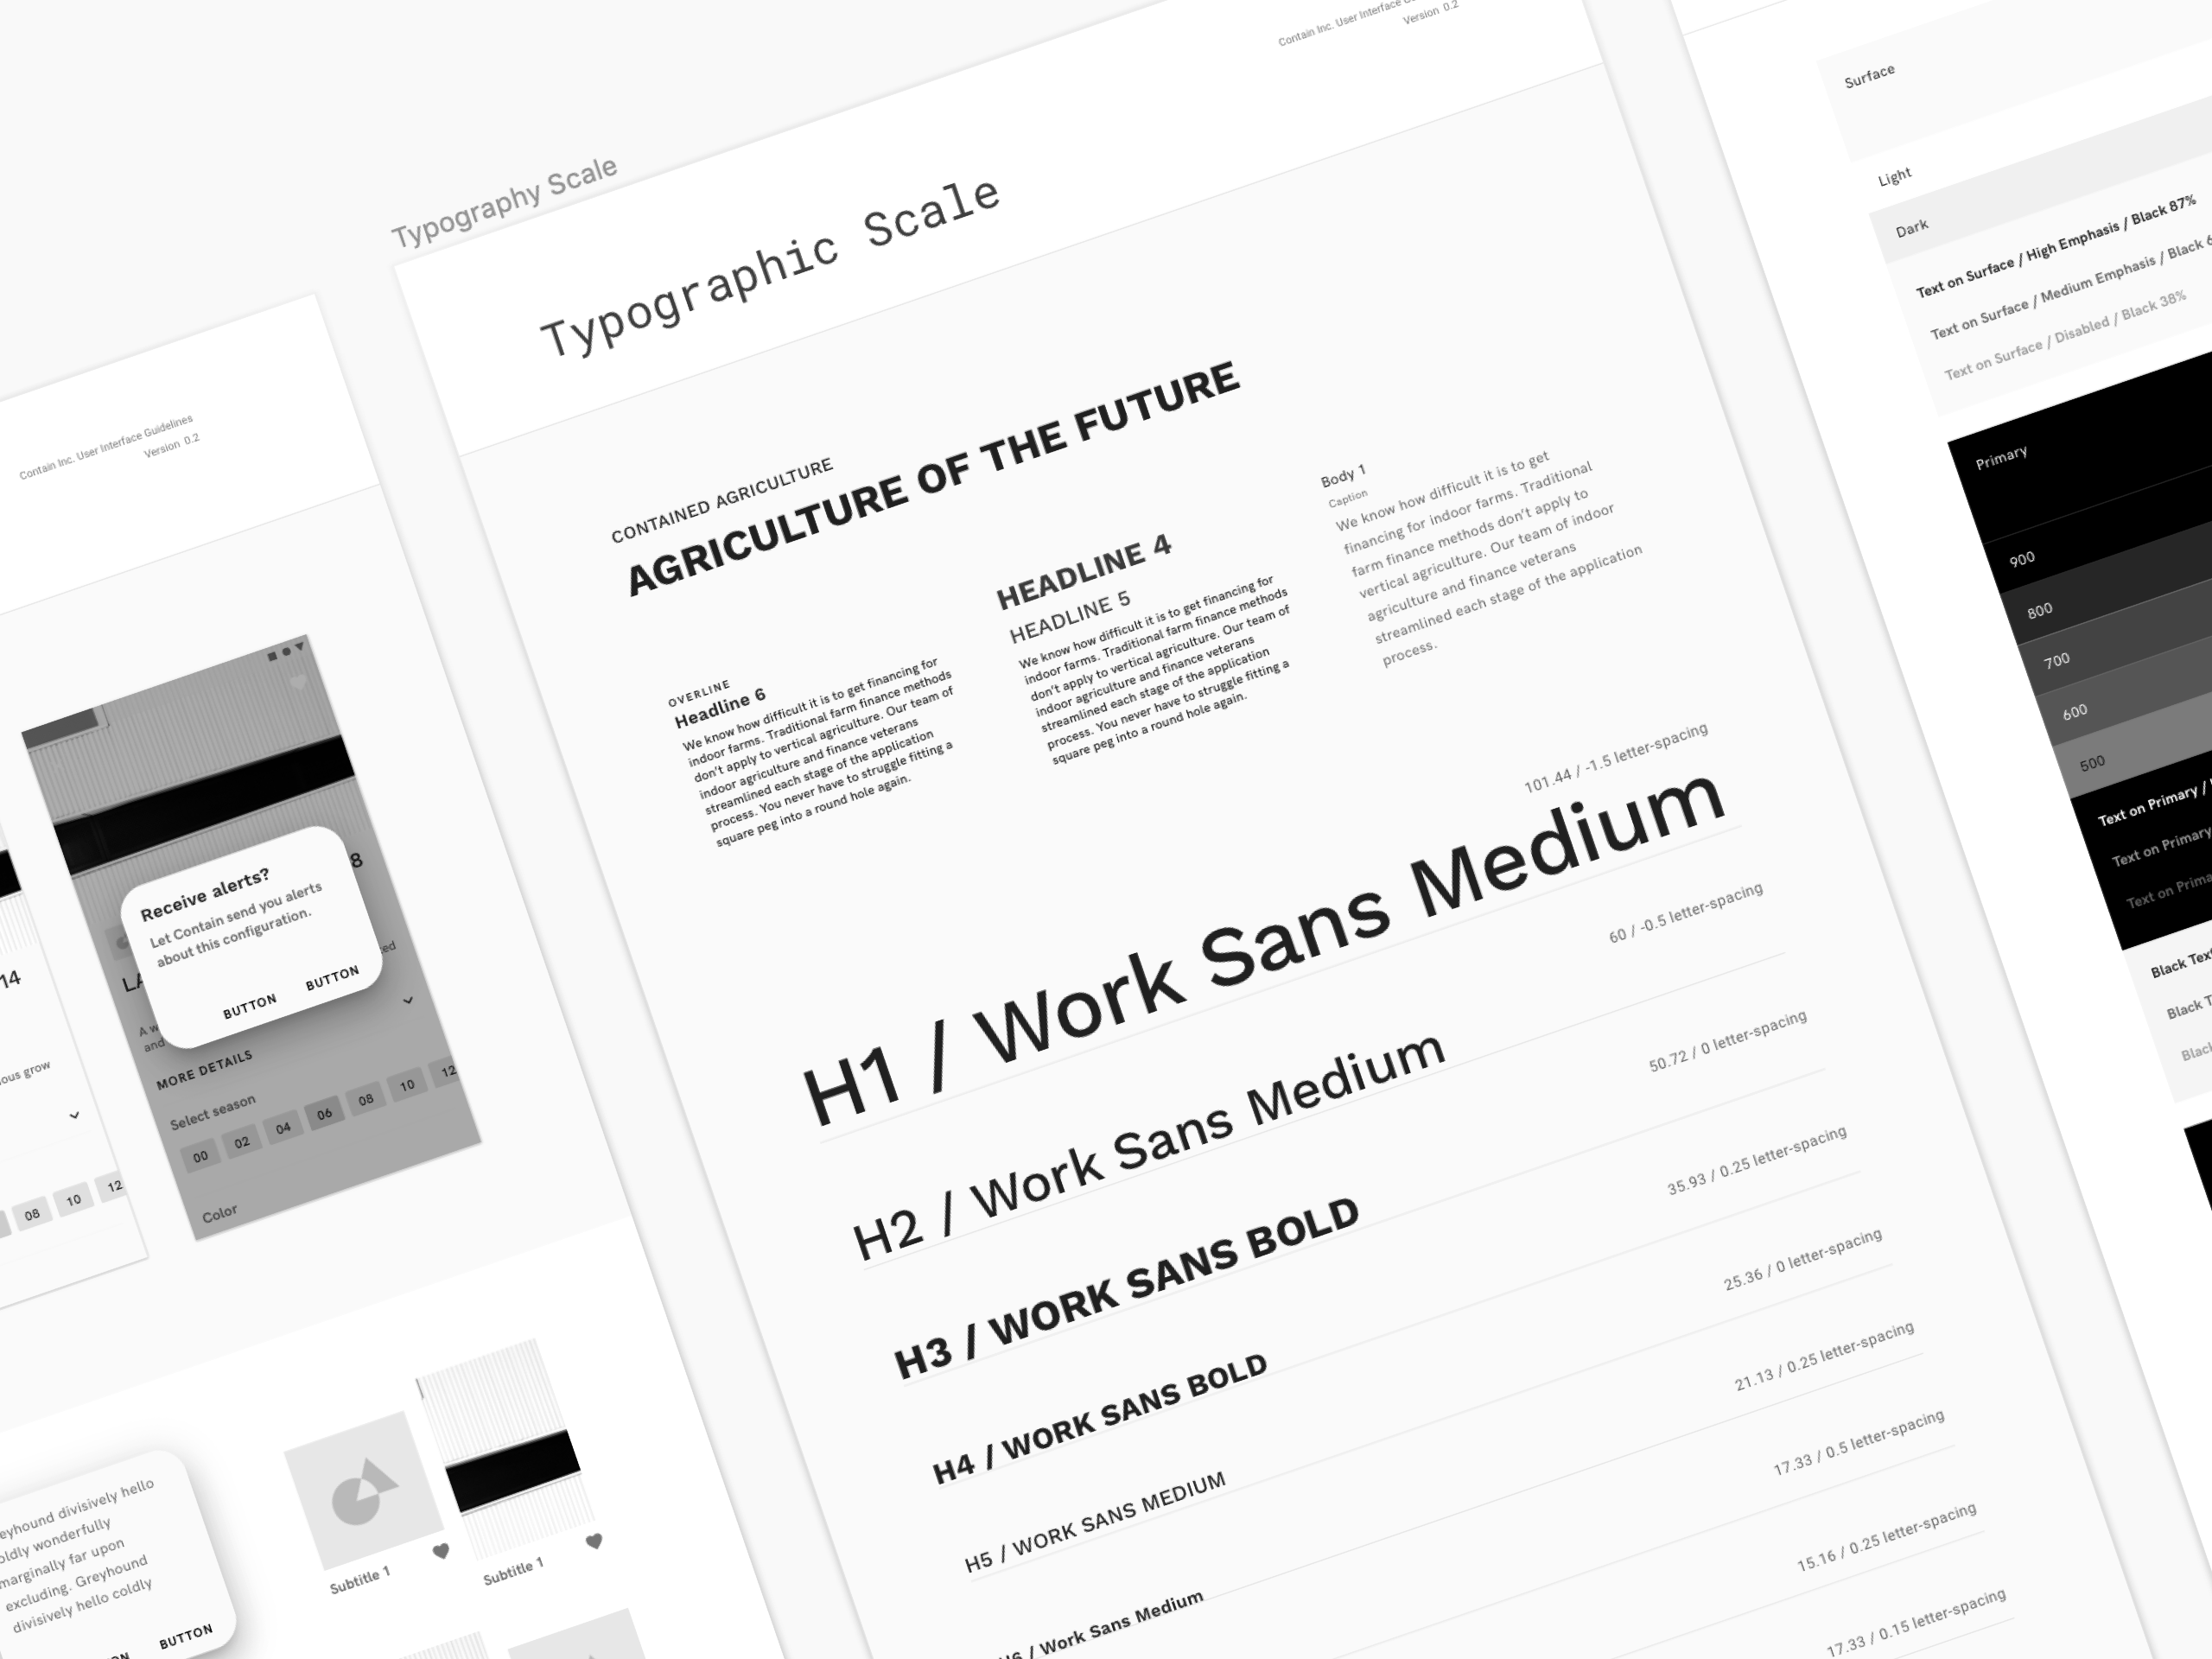 Contain Inc. User Interface Guidelines
Version 0.2
8
Receive alerts?
Let Contain send you alerts
about this configuration.
BUTTON
BUTTON
MORE DETAILS
Select season
00
02
04
06
08
10
12
Color
14
grow
08
10
12
divisively hello
wonderfully
marginally far upon
excluding. Greyhound
divisively hello coldly
BUTTON
Subtitle 1
Subtitle 1
Typography Scale
Contain Inc. User Interface
Version 0.2
Typographic Scale
CONTAINED AGRICULTURE
AGRICULTURE OF THE FUTURE
OVERLINE
Headline 6
We know how difficult it is to get financing for
indoor farms. Traditional farm finance methods
don't apply to vertical agriculture. Our team of
indoor agriculture and finance veterans
streamlined each stage of the application
process. You never have to struggle fitting a
square peg into a round hole again.
HEADLINE 4
HEADLINE 5
We know how difficult it is to get financing for
indoor farms. Traditional farm finance methods
don't apply to vertical agriculture. Our team of
indoor agriculture and finance veterans
streamlined each stage of the application
process. You never have to struggle fitting a
square peg into a round hole again.
Body 1
Caption
We know how difficult it is to get
financing for indoor farms. Traditional
farm finance methods don't apply to
vertical agriculture. Our team of indoor
agriculture and finance veterans
streamlined each stage of the application
process.
101.44 / -1.5 letter-spacing
H1 / Work Sans Medium
60 / -0.5 letter-spacing
H2 / Work Sans Medium
50.72 / 0 letter-spacing
H3 / WORK SANS BOLD
35.93 / 0.25 letter-spacing
H4 / WORK SANS BOLD
25.36 / 0 letter-spacing
H5 / WORK SANS MEDIUM
21.13 / 0.25 letter-spacing
H6 / Work Sans Medium
17.33 / 0.5 letter-spacing
15.16 / 0.25 letter-spacing
17.33 / 0.15 letter-spacing
Surface
Light
Dark
Text on Surface / High Emphasis / Black 87%
Text on Surface / Medium Emphasis / Black
Text on Surface / Disabled / Black 38%
Primary
900
800
700
600
500
Text on Primary /
Text on Primary
Text on
Black Text
Black
Black